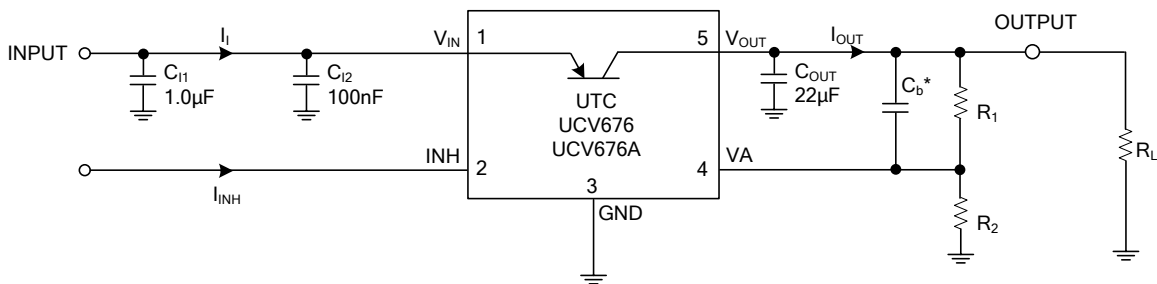 OUTPUT
INPUT
I_I
V_IN
1
5
V_OUT
I_OUT
C_I1
1.0µF
C_I2
100nF
C_OUT
22µF
C_b*
R_1
UTC
UCV676
UCV676A
INH
2
4
VA
R_L
I_INH
3
GND
R_2